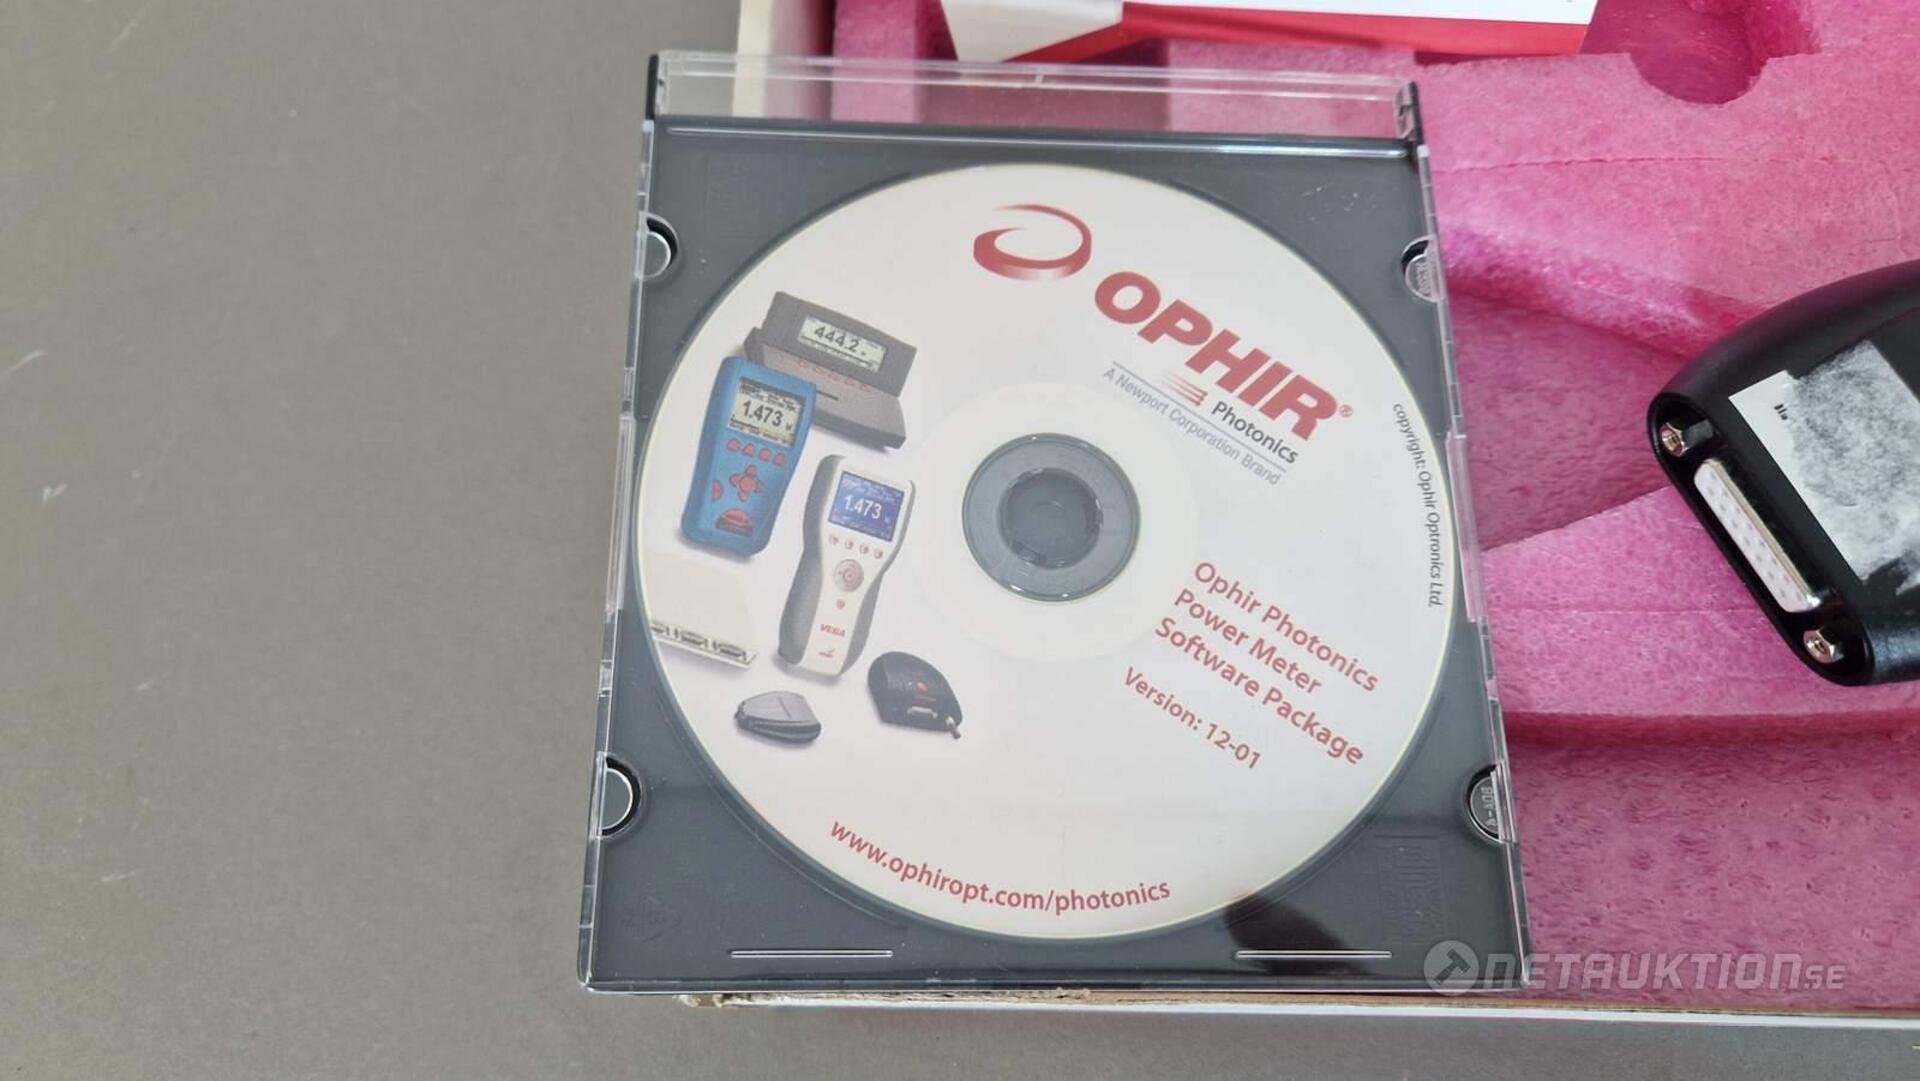 OPHIR®
Photonics
A Newport Corporation Brand
copyright: Ophir Optronics Ltd.
444.2
1.473
1.473
VEGA
Ophir Photonics
Power Meter
Software Package
Version: 12-01
www.ophiropt.com/photonics
NETAUKTION.SE